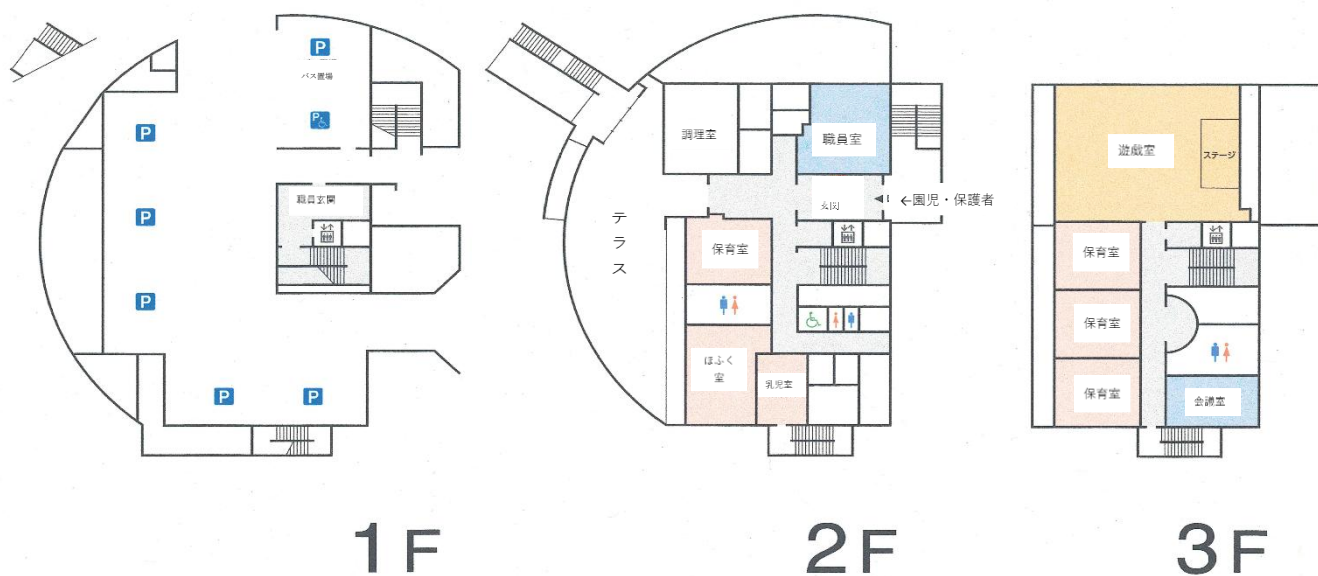 P
バス置場
P
P
職員玄関
P
P
P
P
1F
調理室
職員室
玄関
←園児・保護者
テラス
保育室
ほふく
室
乳児室
2F
遊戯室
ステージ
保育室
保育室
保育室
会議室
3F